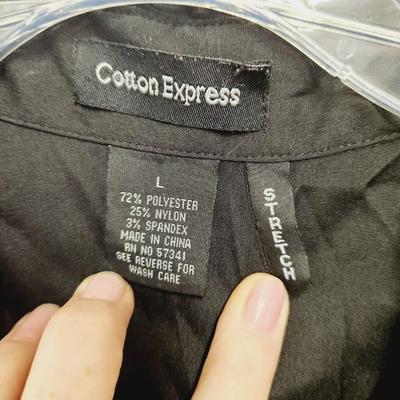 Cotton Express
L
72% POLYESTER
25% NYLON
3% SPANDEX
MADE IN CHINA
RN NO 57341
SEE REVERSE FOR
WASH CARE
STRETCH